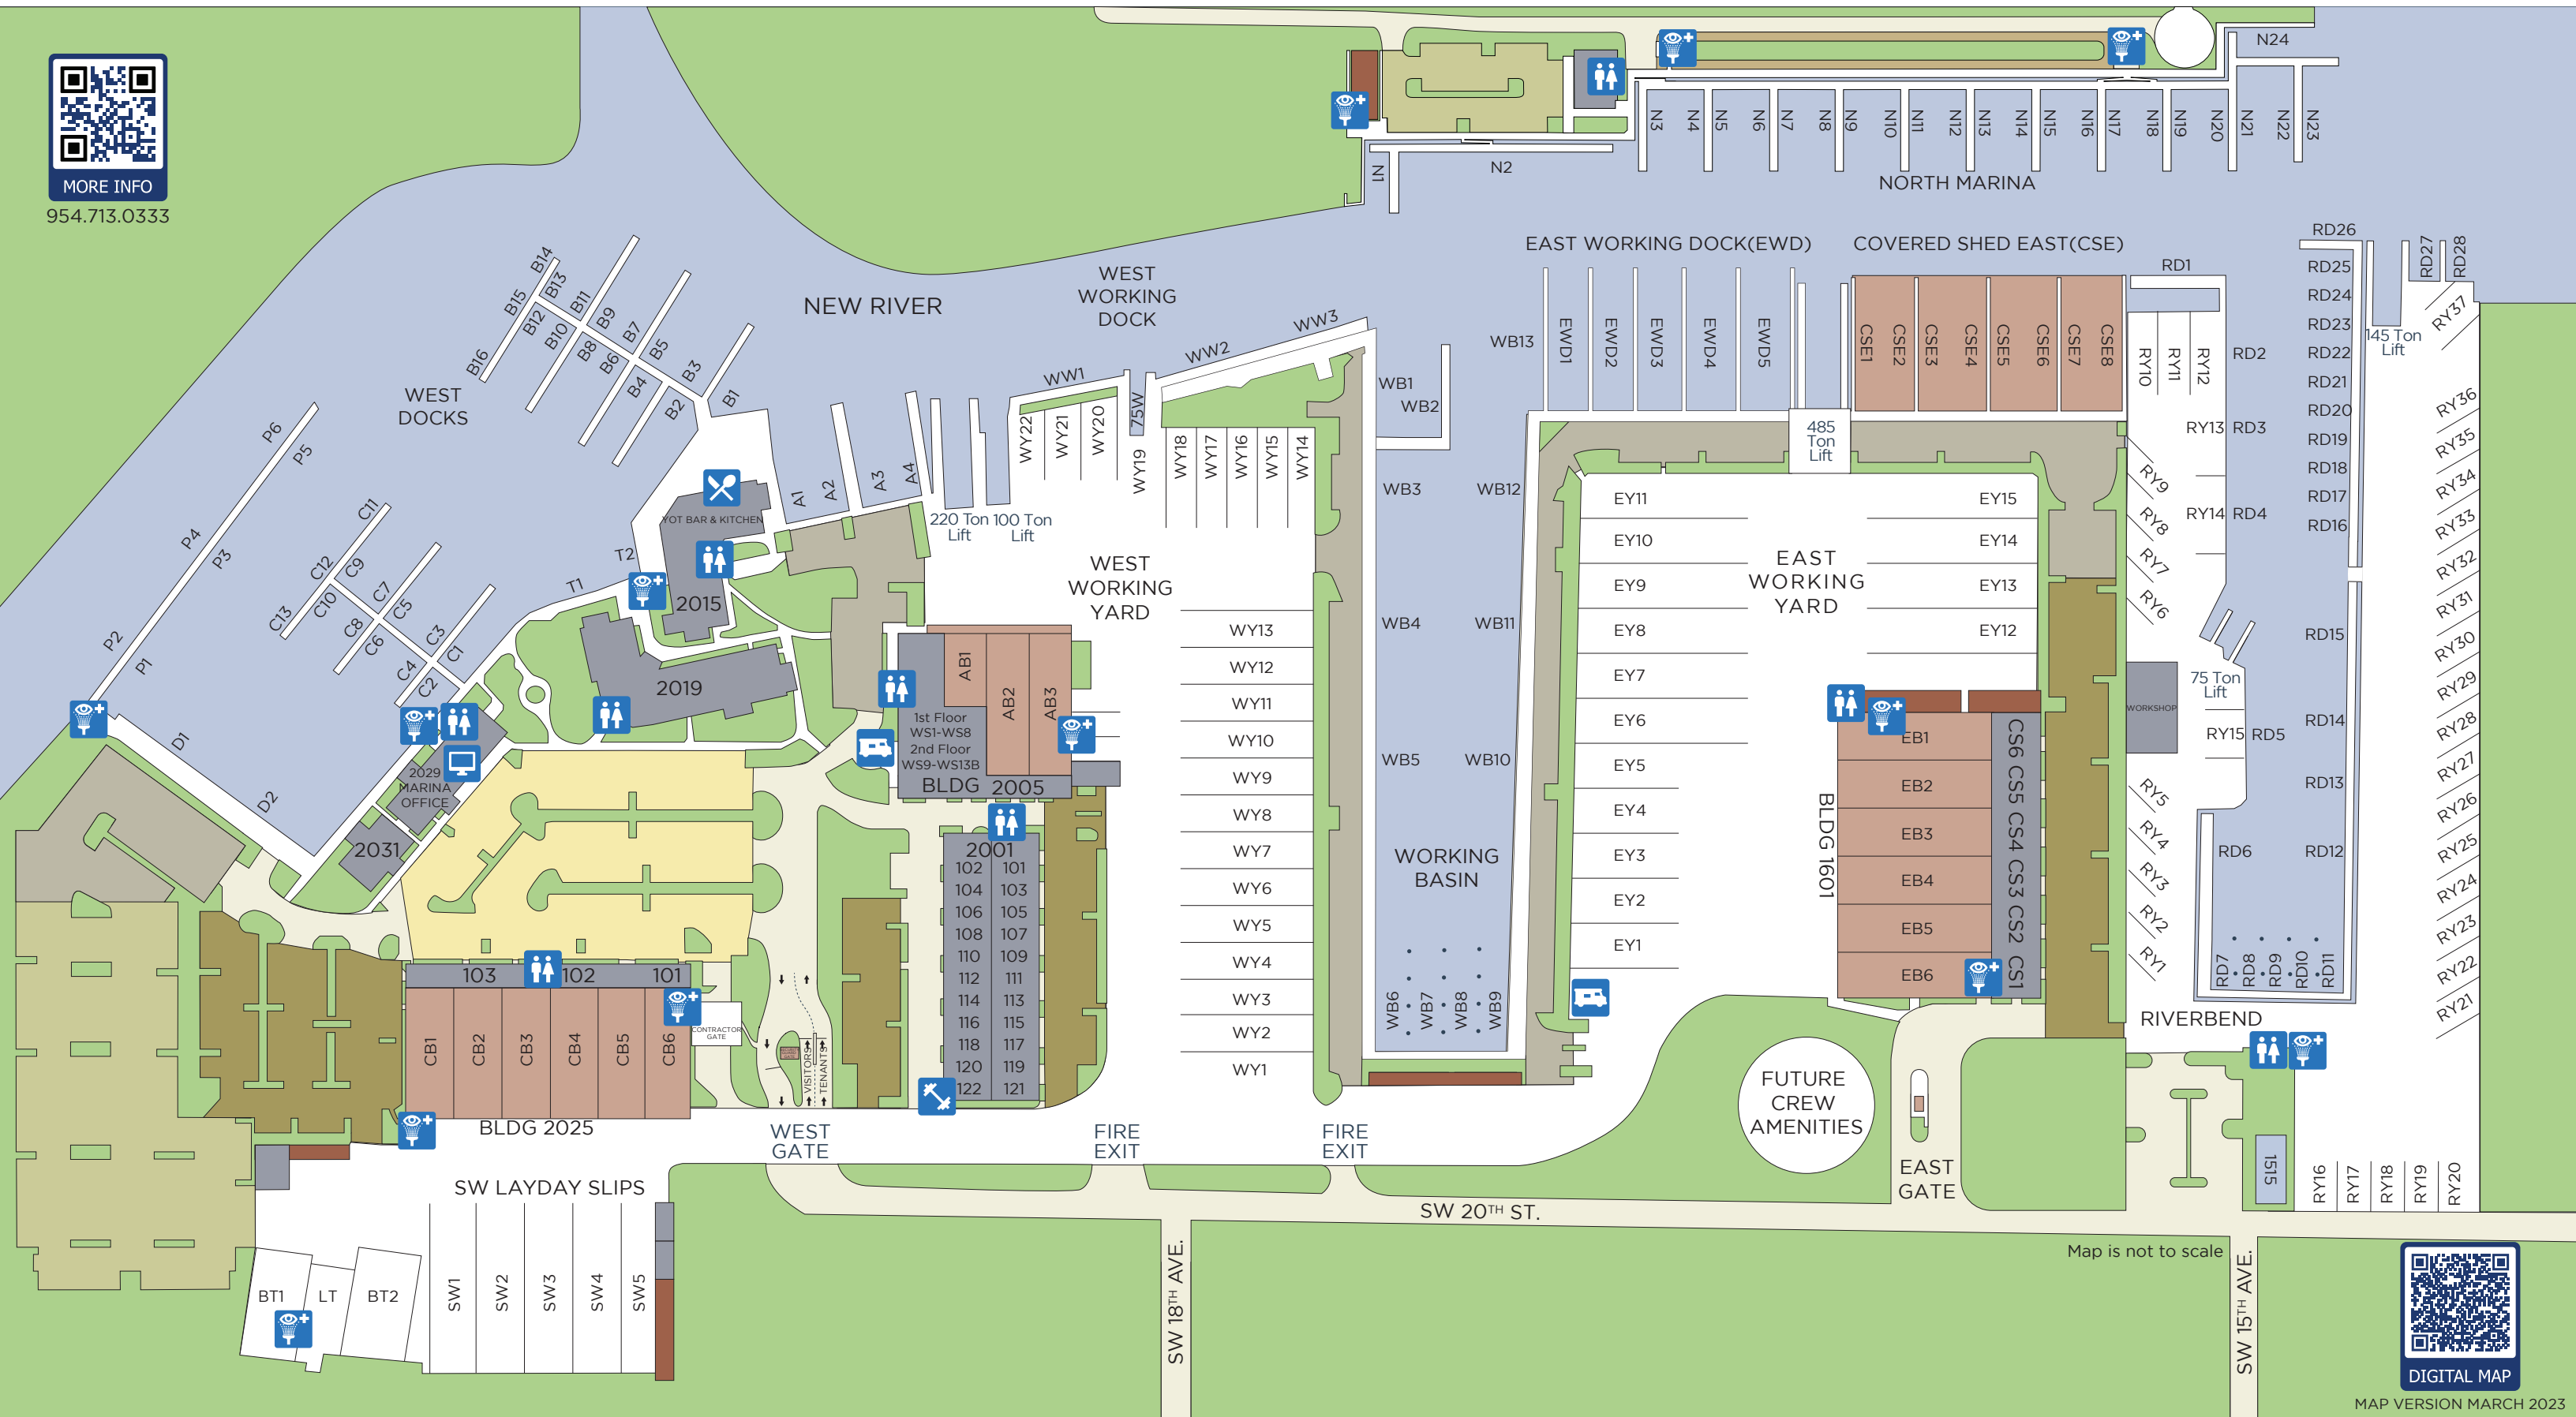 MORE INFO
954.713.0333
N24
N3
N4
N5
N6
N7
N8
N9
N10
N11
N12
N13
N14
N15
N16
N17
N18
N19
N20
N21
N22
N23
N1
N2
NORTH MARINA
NEW RIVER
WEST
WORKING
DOCK
EAST WORKING DOCK(EWD)
COVERED SHED EAST(CSE)
WEST
DOCKS
B14
B13
B15
B11
B12
B9
B10
B7
B8
B5
B6
B3
B16
B4
B1
B2
P6
P5
P4
P3
P2
P1
C11
C12
C9
C7
C10
C5
C13
C8
C3
C6
C1
C4
C2
D1
D2
T2
T1
A1
A2
A3
A4
YOT BAR & KITCHEN
2015
2019
2029
MARINA
OFFICE
2031
220 Ton
Lift
100 Ton
Lift
WW1
WW2
WW3
75W
WY22
WY21
WY20
WY19
WY18
WY17
WY16
WY15
WY14
WEST
WORKING
YARD
WY13
WY12
WY11
WY10
WY9
WY8
WY7
WY6
WY5
WY4
WY3
WY2
WY1
AB1
AB2
AB3
1st Floor
WS1-WS8
2nd Floor
WS9-WS13B
BLDG 2005
2001
102 101
104 103
106 105
108 107
110 109
112 111
114 113
116 115
118 117
120 119
122 121
103
102
101
CB1
CB2
CB3
CB4
CB5
CB6
BLDG 2025
CONTRACTOR
GATE
VISITORS
TENANTS
WEST
GATE
FIRE
EXIT
FIRE
EXIT
SW LAYDAY SLIPS
BT1
LT
BT2
SW1
SW2
SW3
SW4
SW5
WB13
WB1
WB2
WB3
WB12
WB4
WB11
WB5
WB10
WORKING
BASIN
WB6
WB7
WB8
WB9
EWD1
EWD2
EWD3
EWD4
EWD5
485
Ton
Lift
CSE1
CSE2
CSE3
CSE4
CSE5
CSE6
CSE7
CSE8
EY11
EY10
EY9
EY8
EY7
EY6
EY5
EY4
EY3
EY2
EY1
EAST
WORKING
YARD
EY15
EY14
EY13
EY12
BLDG 1601
EB1
EB2
EB3
EB4
EB5
EB6
CS6 CS5 CS4 CS3 CS2 CS1
RD1
RY10
RY11
RY12
RD2
RY13
RD3
RY14
RD4
RY9
RY8
RY7
RY6
WORKSHOP
75 Ton
Lift
RY15
RD5
RY5
RY4
RY3
RY2
RY1
RD6
RD7
RD8
RD9
RD10
RD11
RD26
RD25
RD24
RD23
RD22
RD21
RD20
RD19
RD18
RD17
RD16
RD15
RD14
RD13
RD12
RD27
RD28
145 Ton
Lift
RY37
RY36
RY35
RY34
RY33
RY32
RY31
RY30
RY29
RY28
RY27
RY26
RY25
RY24
RY23
RY22
RY21
RIVERBEND
1515
RY16
RY17
RY18
RY19
RY20
FUTURE
CREW
AMENITIES
EAST
GATE
SW 20TH ST.
SW 18TH AVE.
SW 15TH AVE.
Map is not to scale
DIGITAL MAP
MAP VERSION MARCH 2023